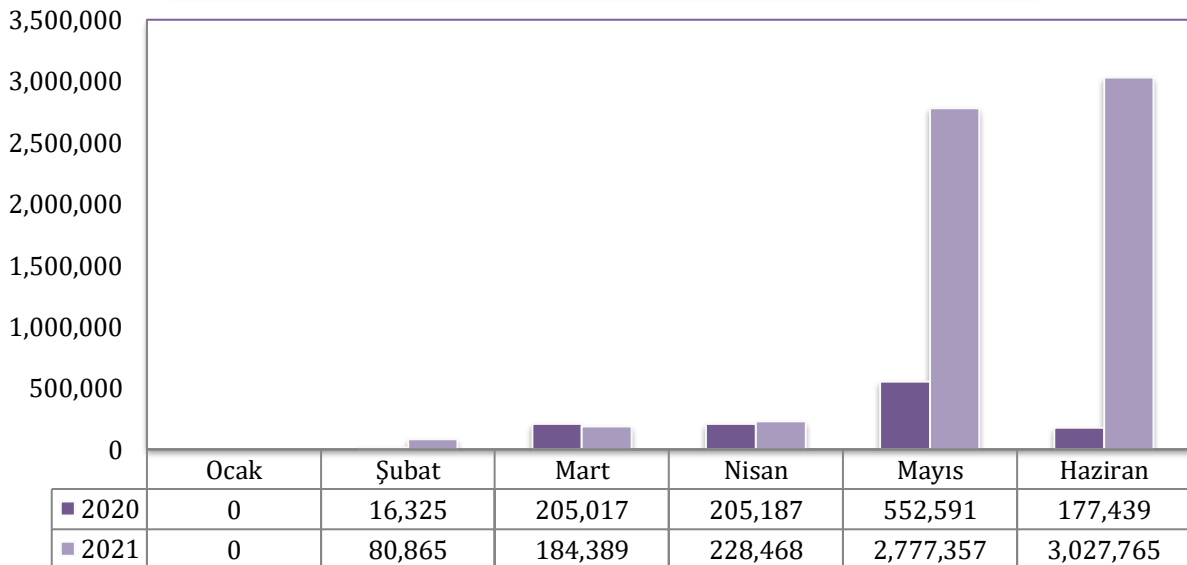 3,500,000
3,000,000
2,500,000
2,000,000
1,500,000
1,000,000
500,000
0
Ocak Şubat Mart Nisan Mayıs Haziran
2020 0 16,325 205,017 205,187 552,591 177,439
2021 0 80,865 184,389 228,468 2,777,357 3,027,765